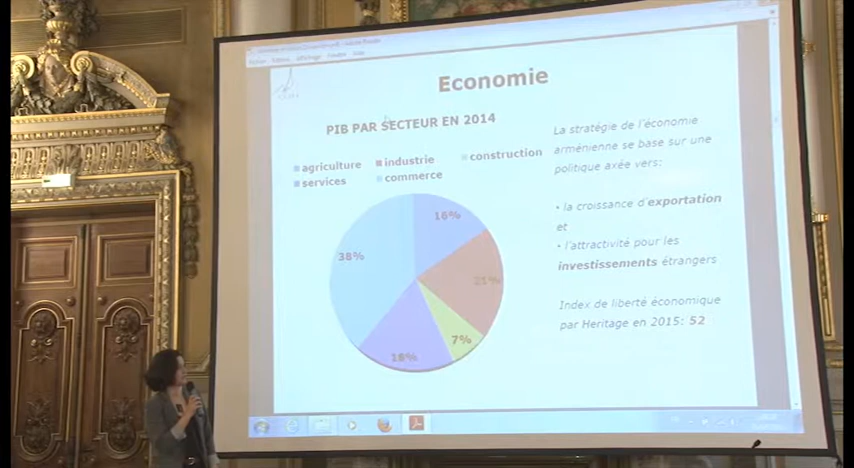 Economie
PIB PAR SECTEUR EN 2014
agriculture industrie construction
services commerce
16%
38%
7%
18%
La stratégie de l'économie
arménienne se base sur une
politique axée vers:
• la croissance d'exportation
et
• l'attractivité pour les
investissements étrangers
Index de liberté économique
par Heritage en 2015: 52